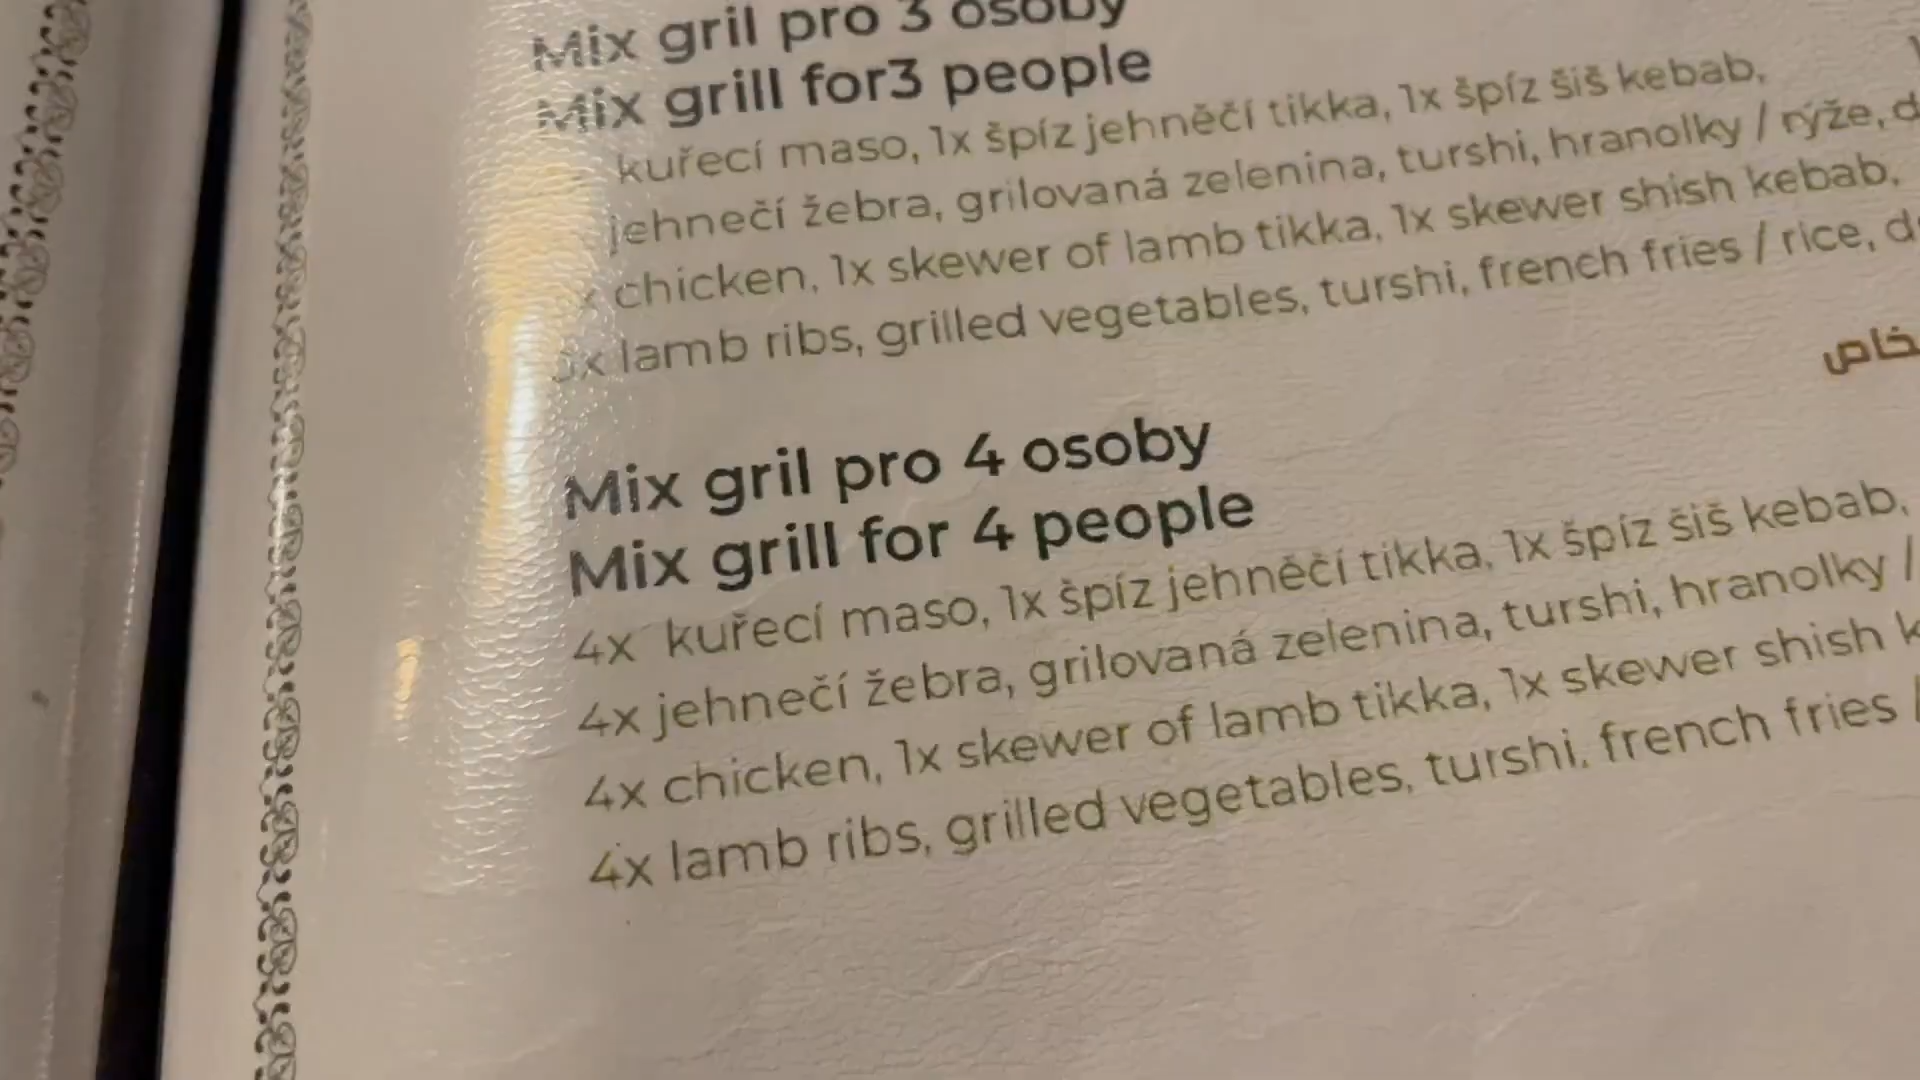 Mix gril pro 3 osoby
Mix grill for3 people
kuřecí maso, 1x špíz jehněčí tikka, 1x špíz šiš kebab,
jehnečí žebra, grilovaná zelenina, turshi, hranolky / rýže,
chicken, 1x skewer of lamb tikka, 1x skewer shish kebab,
lamb ribs, grilled vegetables, turshi, french fries / rice,
خاص
Mix gril pro 4 osoby
Mix grill for 4 people
4x kuřecí maso, 1x špíz jehněčí tikka, 1x špíz šiš kebab,
4x jehnečí žebra, grilovaná zelenina, turshi, hranolky /
4x chicken, 1x skewer of lamb tikka, 1x skewer shish
4x lamb ribs, grilled vegetables, turshi, french fries /